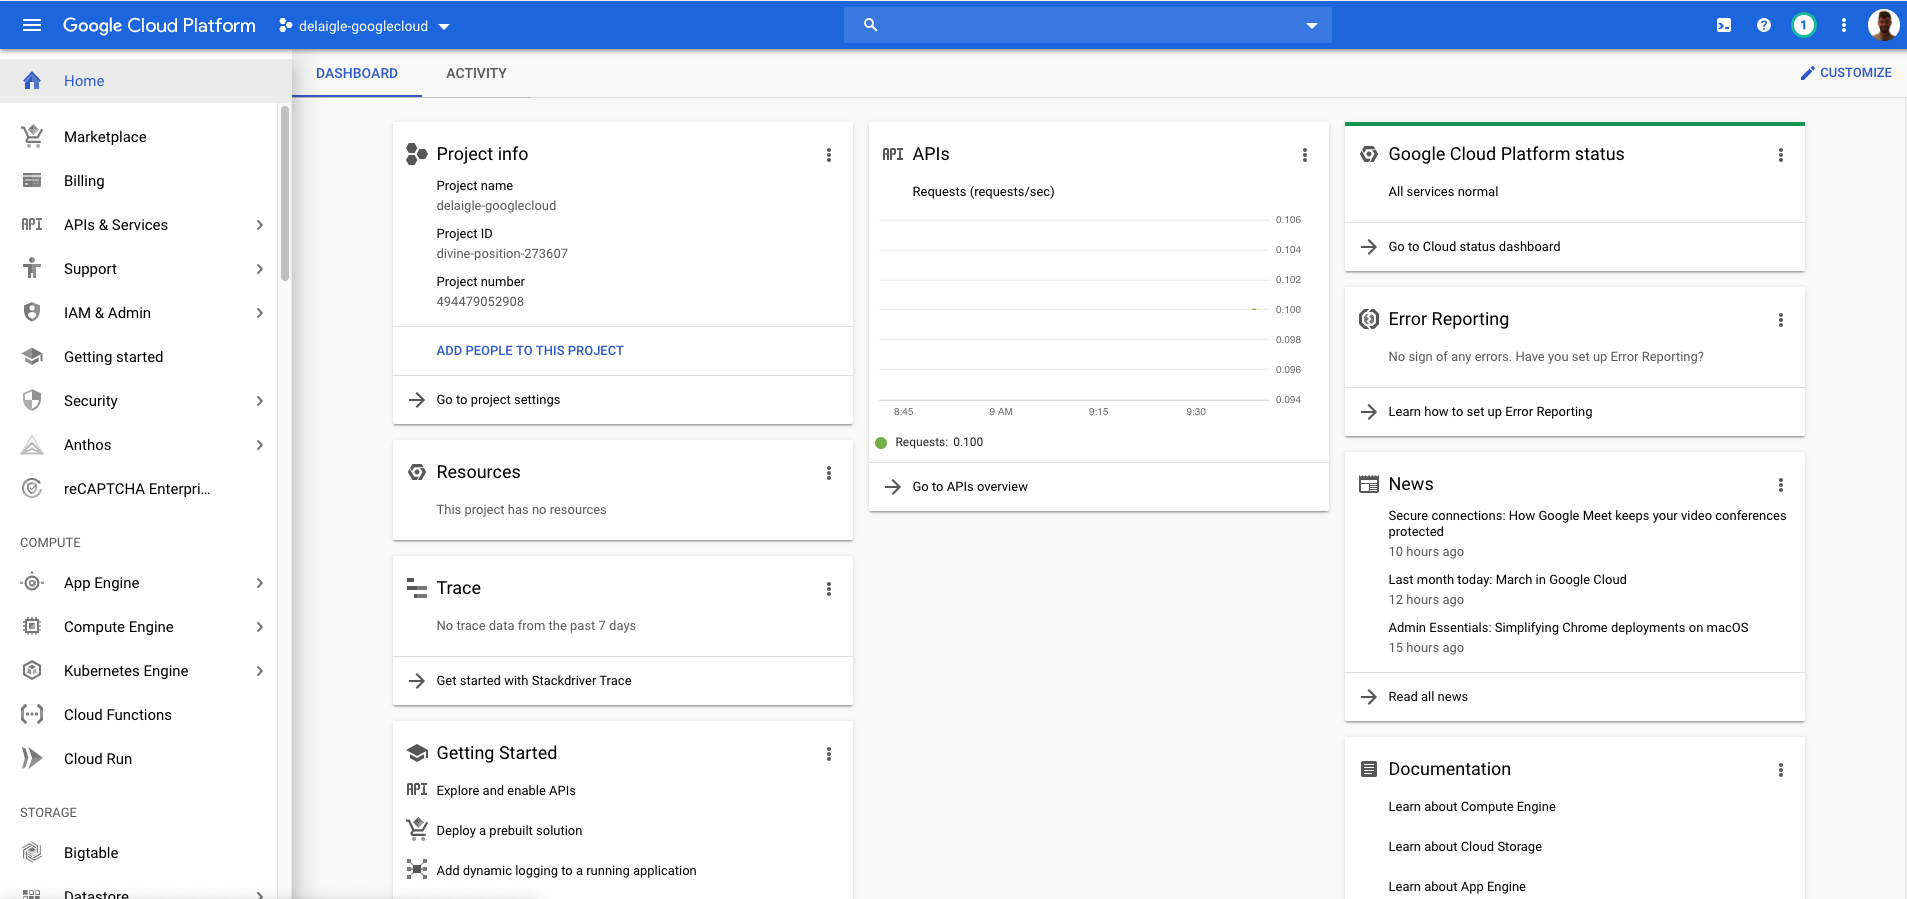 Google Cloud Platform
delaigle-googlecloud
1
Home
Marketplace
Billing
API
APIs & Services
Support
IAM & Admin
Getting started
Security
Anthos
reCAPTCHA Enterpri...
COMPUTE
App Engine
Compute Engine
Kubernetes Engine
Cloud Functions
Cloud Run
STORAGE
Bigtable
Datastore
DASHBOARD
ACTIVITY
CUSTOMIZE
Project info
Project name
delaigle-googlecloud
Project ID
divine-position-273607
Project number
494479052908
ADD PEOPLE TO THIS PROJECT
Go to project settings
Resources
This project has no resources
Trace
No trace data from the past 7 days
Get started with Stackdriver Trace
Getting Started
API
Explore and enable APIs
Deploy a prebuilt solution
Add dynamic logging to a running application
API
APIs
Requests (requests/sec)
0.106
0.104
0.102
0.100
0.098
0.096
0.094
8:45
9 AM
9:15
9:30
Requests: 0.100
Go to APIs overview
Google Cloud Platform status
All services normal
Go to Cloud status dashboard
Error Reporting
No sign of any errors. Have you set up Error Reporting?
Learn how to set up Error Reporting
News
Secure connections: How Google Meet keeps your video conferences
protected
10 hours ago
Last month today: March in Google Cloud
12 hours ago
Admin Essentials: Simplifying Chrome deployments on macOS
15 hours ago
Read all news
Documentation
Learn about Compute Engine
Learn about Cloud Storage
Learn about App Engine